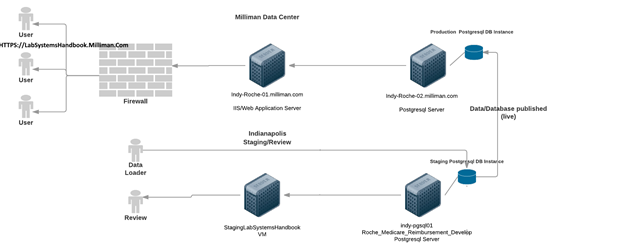 Milliman Data Center
User
Production Postgresql DB Instance
HTTPS://LabSystemsHandbook.Milliman.Com
User
Firewall
Indy-Roche-01.milliman.com
IIS/Web Application Server
Indy-Roche-02.milliman.com
Postgresql Server
User
Data/Database published
(live)
Indianapolis
Staging/Review
Data
Loader
Staging Postgresql DB Instance
Review
StagingLabSystemsHandbook
VM
indy-pgsql01
Roche_Medicare_Reimbursement_Develop
Postgresql Server